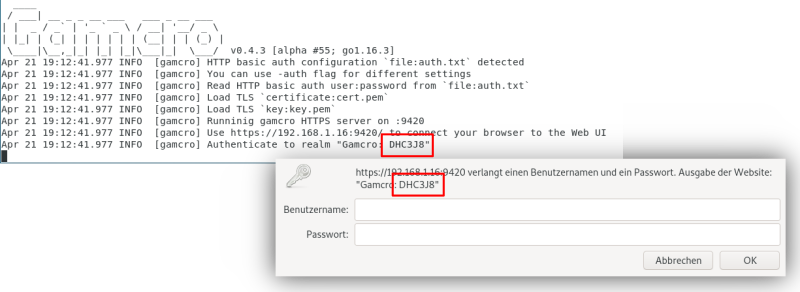 Gamcro v0.4.3 [alpha #55; go1.16.3]
Apr 21 19:12:41.977 INFO [gamcro] HTTP basic auth configuration `file:auth.txt` detected
Apr 21 19:12:41.977 INFO [gamcro] You can use -auth flag for different settings
Apr 21 19:12:41.977 INFO [gamcro] Read HTTP basic auth user:password from `file:auth.txt`
Apr 21 19:12:41.977 INFO [gamcro] Load TLS `certificate:cert.pem`
Apr 21 19:12:41.977 INFO [gamcro] Load TLS `key:key.pem`
Apr 21 19:12:41.977 INFO [gamcro] Runninig gamcro HTTPS server on :9420
Apr 21 19:12:41.977 INFO [gamcro] Use https://192.168.1.16:9420/ to connect your browser to the Web UI
Apr 21 19:12:41.977 INFO [gamcro] Authenticate to realm "Gamcro: DHC3J8"
https://192.168.1.16:9420 verlangt einen Benutzernamen und ein Passwort. Ausgabe der Website:
"Gamcro: DHC3J8"
Benutzername:
Passwort:
Abbrechen OK